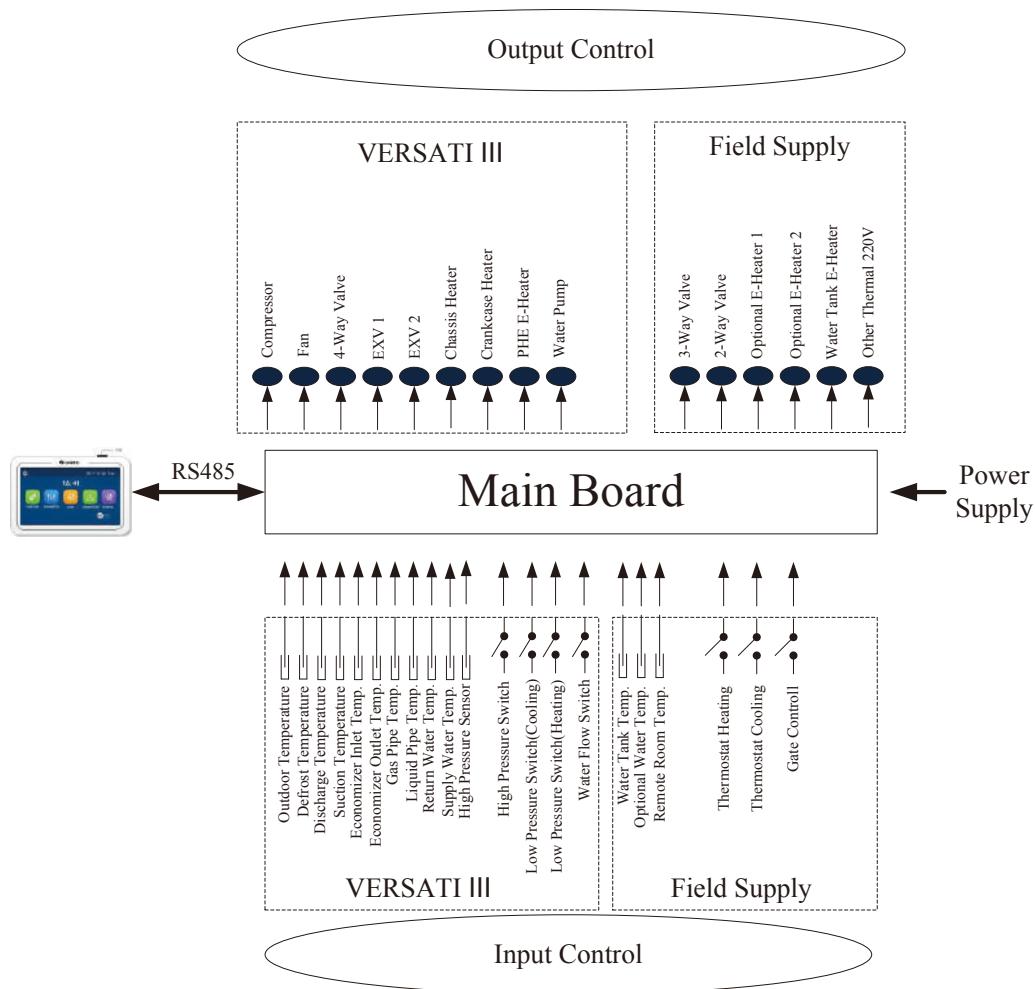 Output Control
VERSATI III
Field Supply
Compressor
Fan
4-Way Valve
EXV 1
EXV 2
Chassis Heater
Crankcase Heater
PHE E-Heater
Water Pump
3-Way Valve
2-Way Valve
Optional E-Heater 1
Optional E-Heater 2
Water Tank E-Heater
Other Thermal 220V
RS485
Main Board
Power
Supply
Outdoor Temperature
Defrost Temperature
Discharge Temperature
Suction Temperature
Economizer Inlet Temp.
Economizer Outlet Temp.
Gas Pipe Temp.
Liquid Pipe Temp.
Return Water Temp.
Supply Water Temp.
High Pressure Sensor
High Pressure Switch
Low Pressure Switch(Cooling)
Low Pressure Switch(Heating)
Water Flow Switch
Water Tank Temp.
Optional Water Temp.
Remote Room Temp.
Thermostat Heating
Thermostat Cooling
Gate Controll
VERSATI III
Field Supply
Input Control